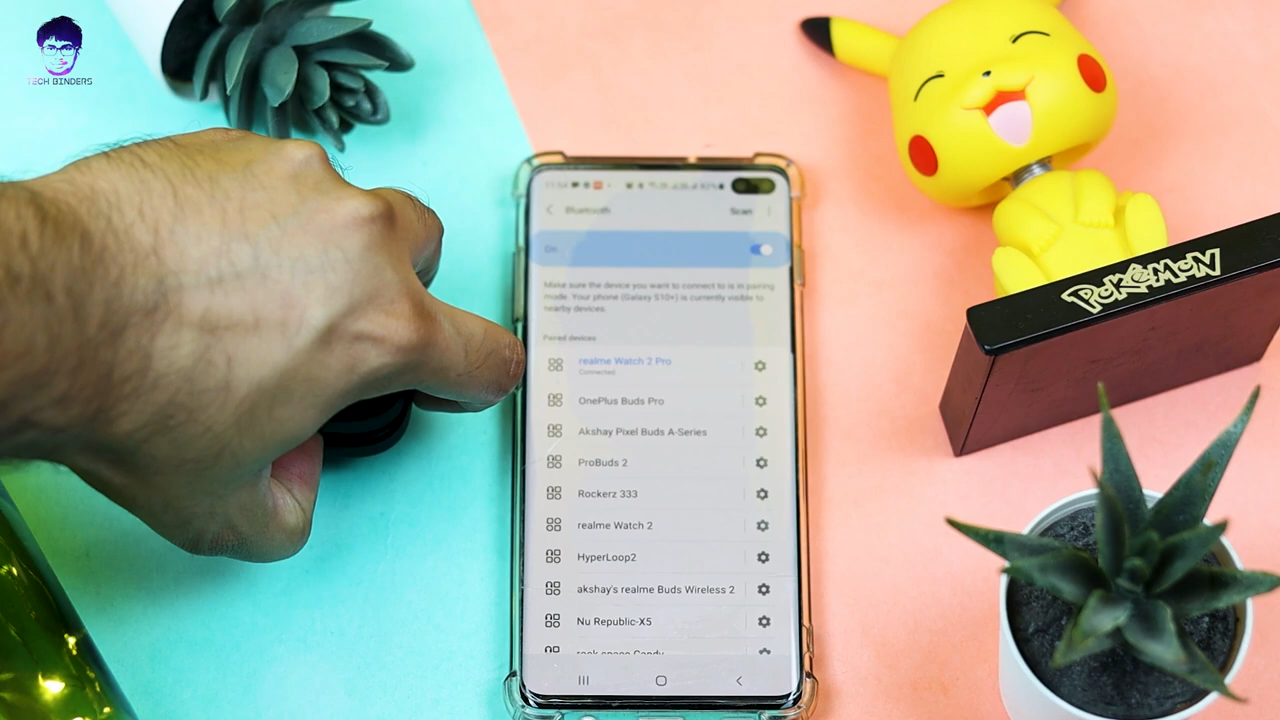 TECH BINDERS
Bluetooth
Scan
On
Make sure the device you want to connect to is in pairing
mode. Your phone (Galaxy S10+) is currently visible to
nearby devices.
Paired devices
realme Watch 2 Pro
Connected
OnePlus Buds Pro
Akshay Pixel Buds A-Series
ProBuds 2
Rockerz 333
realme Watch 2
HyperLoop2
akshay's realme Buds Wireless 2
Nu Republic-X5
POKéMON